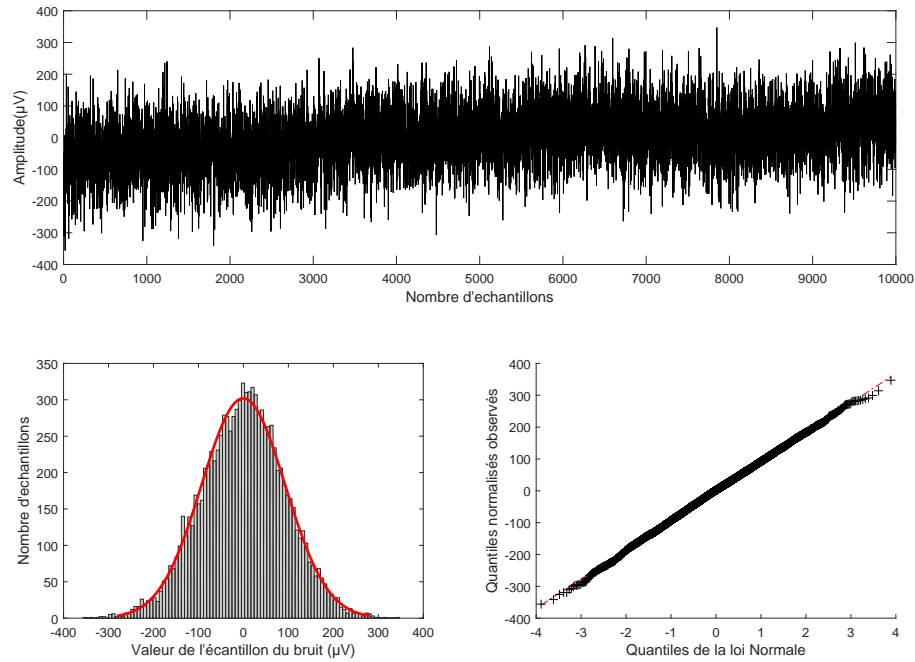 400
300
200
100
0
-100
-200
-300
-400
Amplitude(µV)
0 1000 2000 3000 4000 5000 6000 7000 8000 9000 10000
Nombre d'echantillons
350
300
250
200
150
100
50
0
Nombre d'echantillons
-400 -300 -200 -100 0 100 200 300 400
Valeur de l'écantillon du bruit (µV)
400
300
200
100
0
-100
-200
-300
-400
Quantiles normalisés observés
-4 -3 -2 -1 0 1 2 3 4
Quantiles de la loi Normale